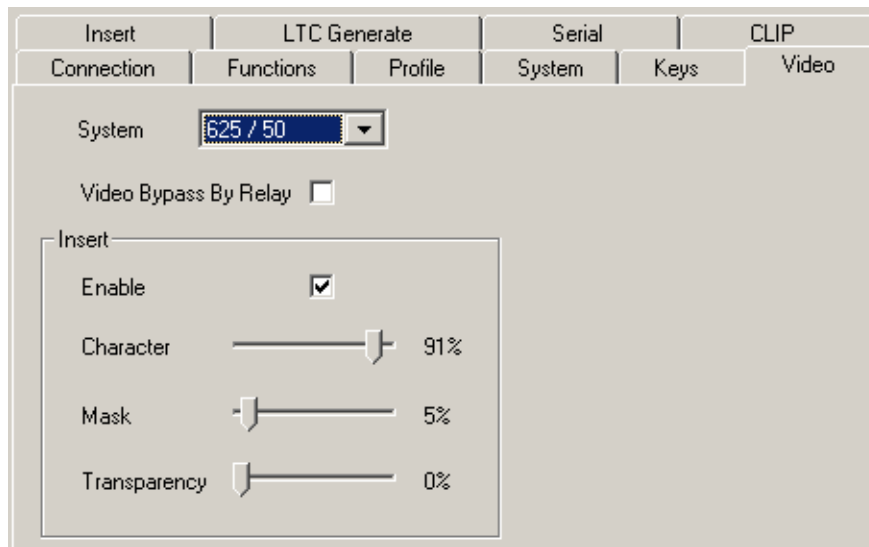 Insert LTC Generate Serial CLIP
Connection Functions Profile System Keys Video
System 625 / 50
Video Bypass By Relay
Insert
Enable
Character 91%
Mask 5%
Transparency 0%